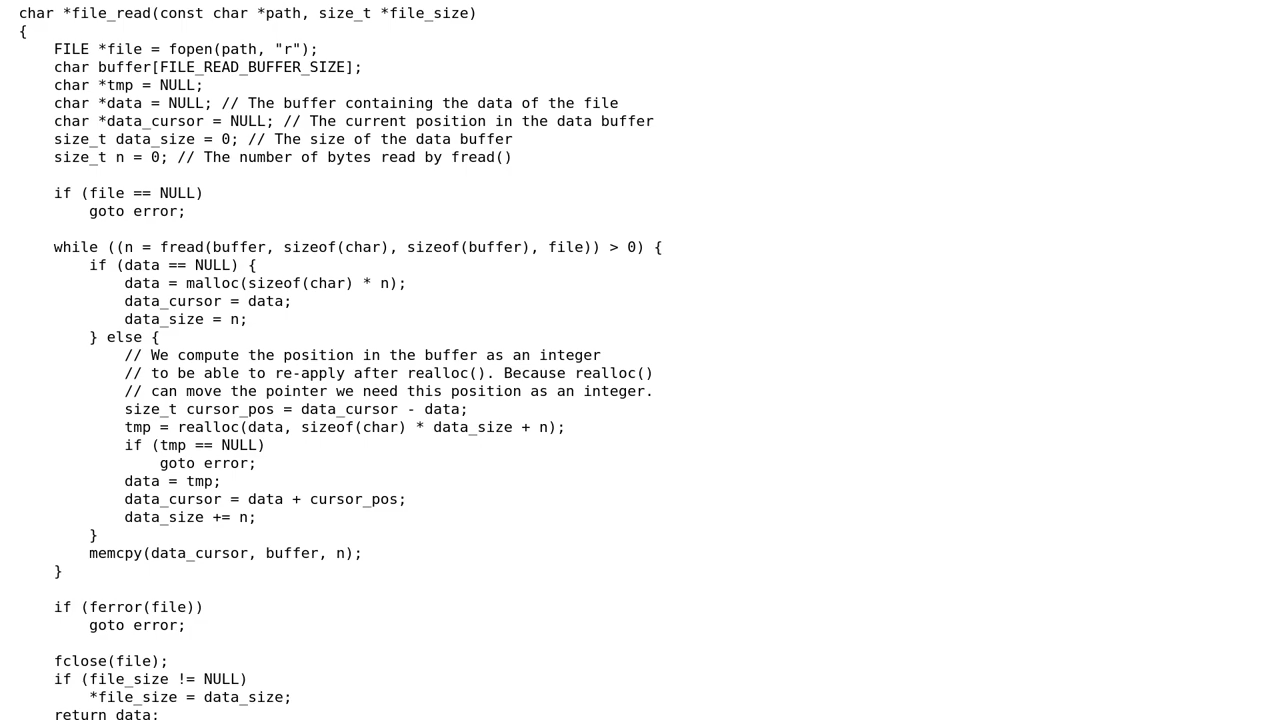 char *file_read(const char *path, size_t *file_size)
{
    FILE *file = fopen(path, "r");
    char buffer[FILE_READ_BUFFER_SIZE];
    char *tmp = NULL;
    char *data = NULL; // The buffer containing the data of the file
    char *data_cursor = NULL; // The current position in the data buffer
    size_t data_size = 0; // The size of the data buffer
    size_t n = 0; // The number of bytes read by fread()

    if (file == NULL)
        goto error;

    while ((n = fread(buffer, sizeof(char), sizeof(buffer), file)) > 0) {
        if (data == NULL) {
            data = malloc(sizeof(char) * n);
            data_cursor = data;
            data_size = n;
        } else {
            // We compute the position in the buffer as an integer
            // to be able to re-apply after realloc(). Because realloc()
            // can move the pointer we need this position as an integer.
            size_t cursor_pos = data_cursor - data;
            tmp = realloc(data, sizeof(char) * data_size + n);
            if (tmp == NULL)
                goto error;
            data = tmp;
            data_cursor = data + cursor_pos;
            data_size += n;
        }
        memcpy(data_cursor, buffer, n);
    }

    if (ferror(file))
        goto error;

    fclose(file);
    if (file_size != NULL)
        *file_size = data_size;
    return data;